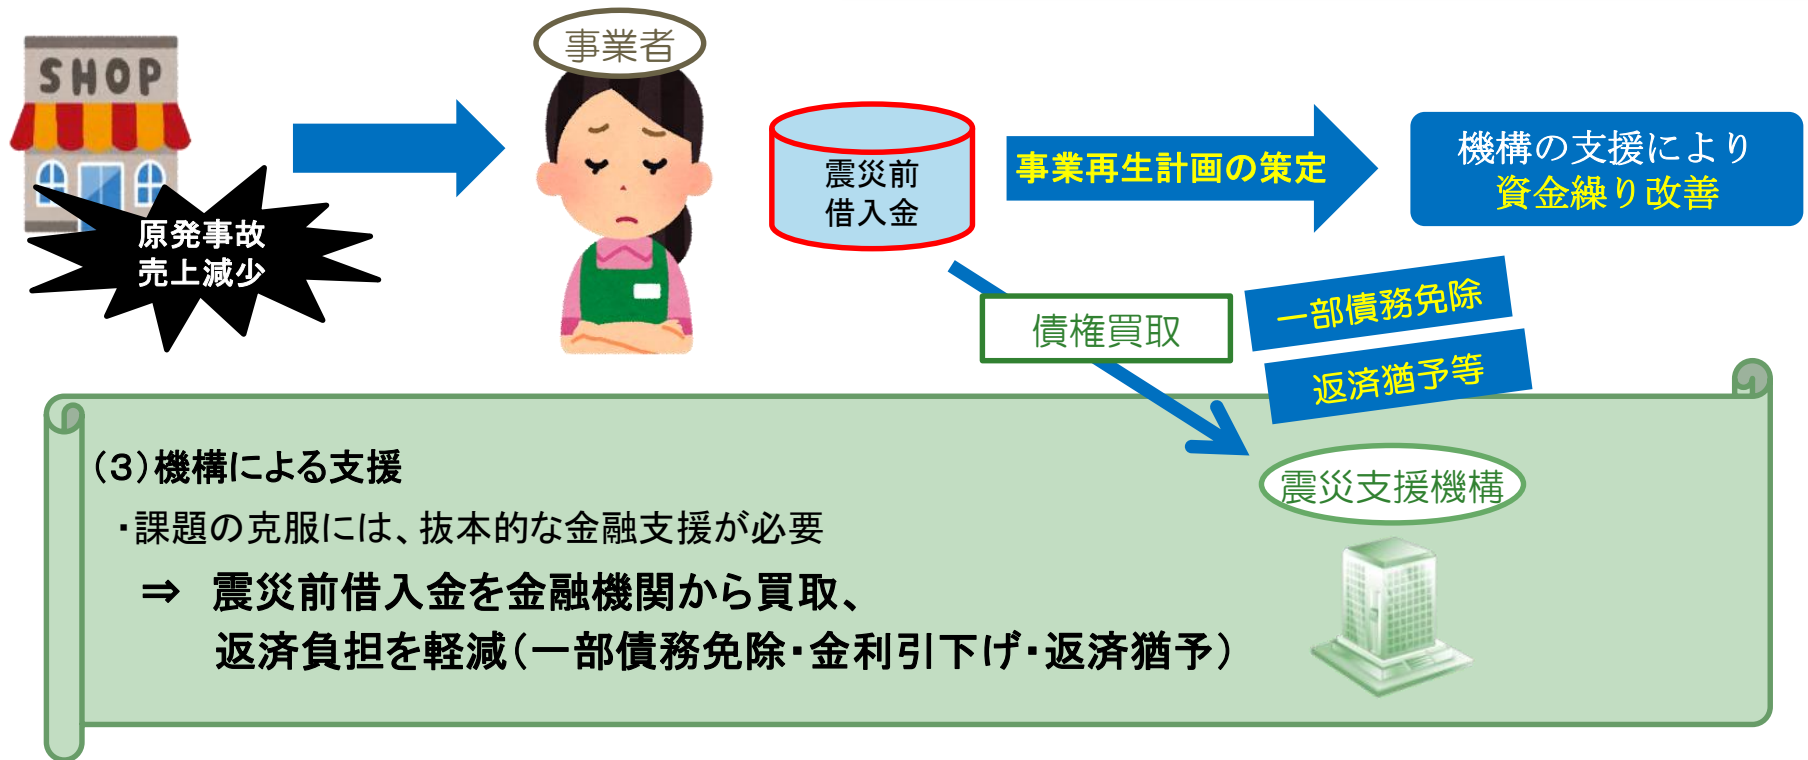 SHOP
原発事故
売上減少
事業者
震災前
借入金
事業再生計画の策定
機構の支援により
資金繰り改善
債権買取
一部債務免除
返済猶予等
（３）機構による支援
・課題の克服には、抜本的な金融支援が必要
⇒　震災前借入金を金融機関から買取、
返済負担を軽減（一部債務免除・金利引下げ・返済猶予）
震災支援機構